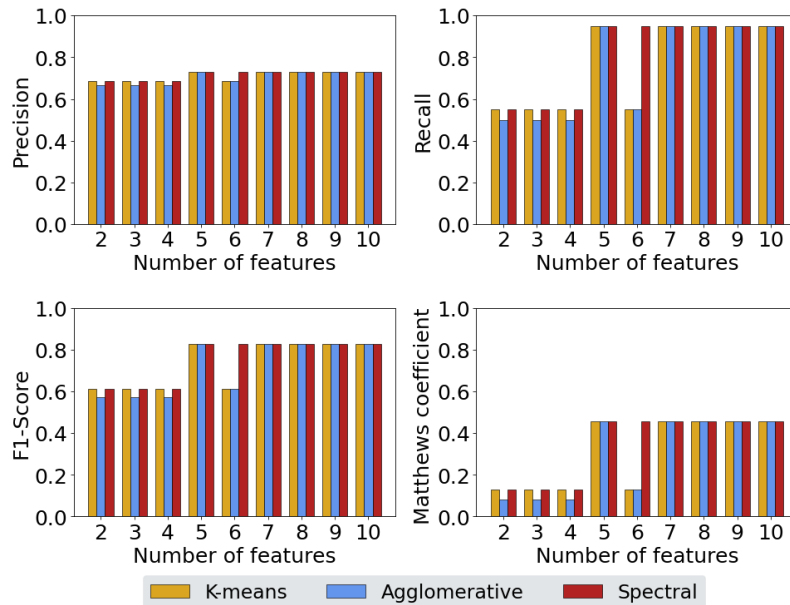 1.0
0.8
0.6
0.4
0.2
0.0
Precision
2 3 4 5 6 7 8 9 10
Number of features
1.0
0.8
0.6
0.4
0.2
0.0
Recall
2 3 4 5 6 7 8 9 10
Number of features
1.0
0.8
0.6
0.4
0.2
0.0
F1-Score
2 3 4 5 6 7 8 9 10
Number of features
1.0
0.8
0.6
0.4
0.2
0.0
Matthews coefficient
2 3 4 5 6 7 8 9 10
Number of features
K-means Agglomerative Spectral